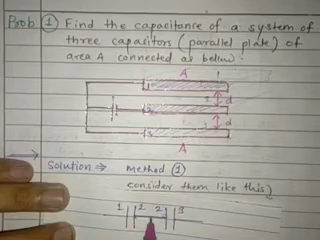 Prob ① Find the capacitance of a system of
three capacitors (parallel plate) of
area A connected as below.
A
1
d
2
d
3
A
Solution ⇒ method ①
consider them like this)
1 2 2 3